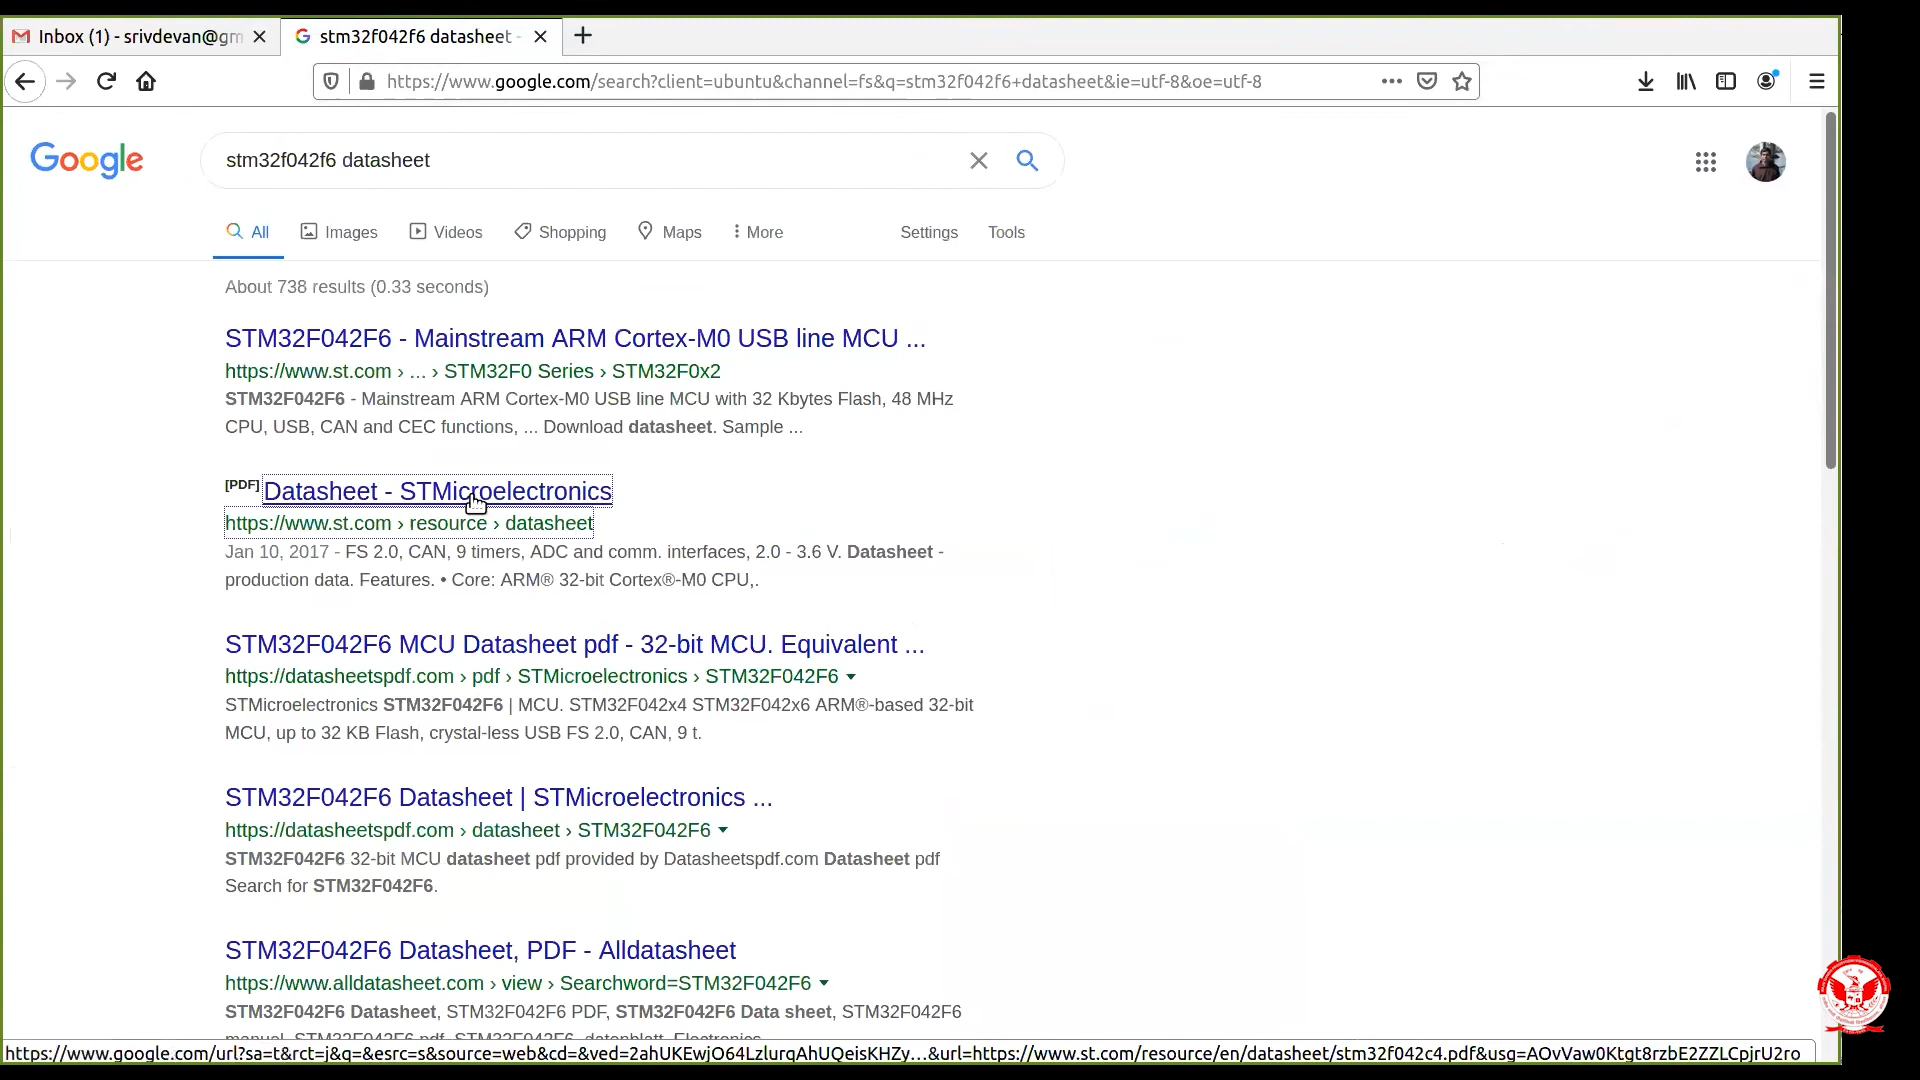 Inbox (1) - srivdevan@gm
stm32f042f6 datasheet -
https://www.google.com/search?client=ubuntu&channel=fs&q=stm32f042f6+datasheet&ie=utf-8&oe=utf-8
Google
stm32f042f6 datasheet
All Images Videos Shopping Maps More Settings Tools
About 738 results (0.33 seconds)
STM32F042F6 - Mainstream ARM Cortex-M0 USB line MCU ...
https://www.st.com › ... › STM32F0 Series › STM32F0x2
STM32F042F6 - Mainstream ARM Cortex-M0 USB line MCU with 32 Kbytes Flash, 48 MHz
CPU, USB, CAN and CEC functions, ... Download datasheet. Sample ...
[PDF] Datasheet - STMicroelectronics
https://www.st.com › resource › datasheet
Jan 10, 2017 - FS 2.0, CAN, 9 timers, ADC and comm. interfaces, 2.0 - 3.6 V. Datasheet -
production data. Features. • Core: ARM® 32-bit Cortex®-M0 CPU,.
STM32F042F6 MCU Datasheet pdf - 32-bit MCU. Equivalent ...
https://datasheetspdf.com › pdf › STMicroelectronics › STM32F042F6
STMicroelectronics STM32F042F6 | MCU. STM32F042x4 STM32F042x6 ARM®-based 32-bit
MCU, up to 32 KB Flash, crystal-less USB FS 2.0, CAN, 9 t.
STM32F042F6 Datasheet | STMicroelectronics ...
https://datasheetspdf.com › datasheet › STM32F042F6
STM32F042F6 32-bit MCU datasheet pdf provided by Datasheetspdf.com Datasheet pdf
Search for STM32F042F6.
STM32F042F6 Datasheet, PDF - Alldatasheet
https://www.alldatasheet.com › view › Searchword=STM32F042F6
STM32F042F6 Datasheet, STM32F042F6 PDF, STM32F042F6 Data sheet, STM32F042F6
manual, STM32F042F6 pdf, STM32F042F6, datenblatt, Electronics
https://www.google.com/url?sa=t&rct=j&q=&esrc=s&source=web&cd=&ved=2ahUKEwjO64LzlurqAhUQeisKHZy…&url=https://www.st.com/resource/en/datasheet/stm32f042c4.pdf&usg=AOvVaw0Ktgt8rzbE2ZZLCpjrU2ro